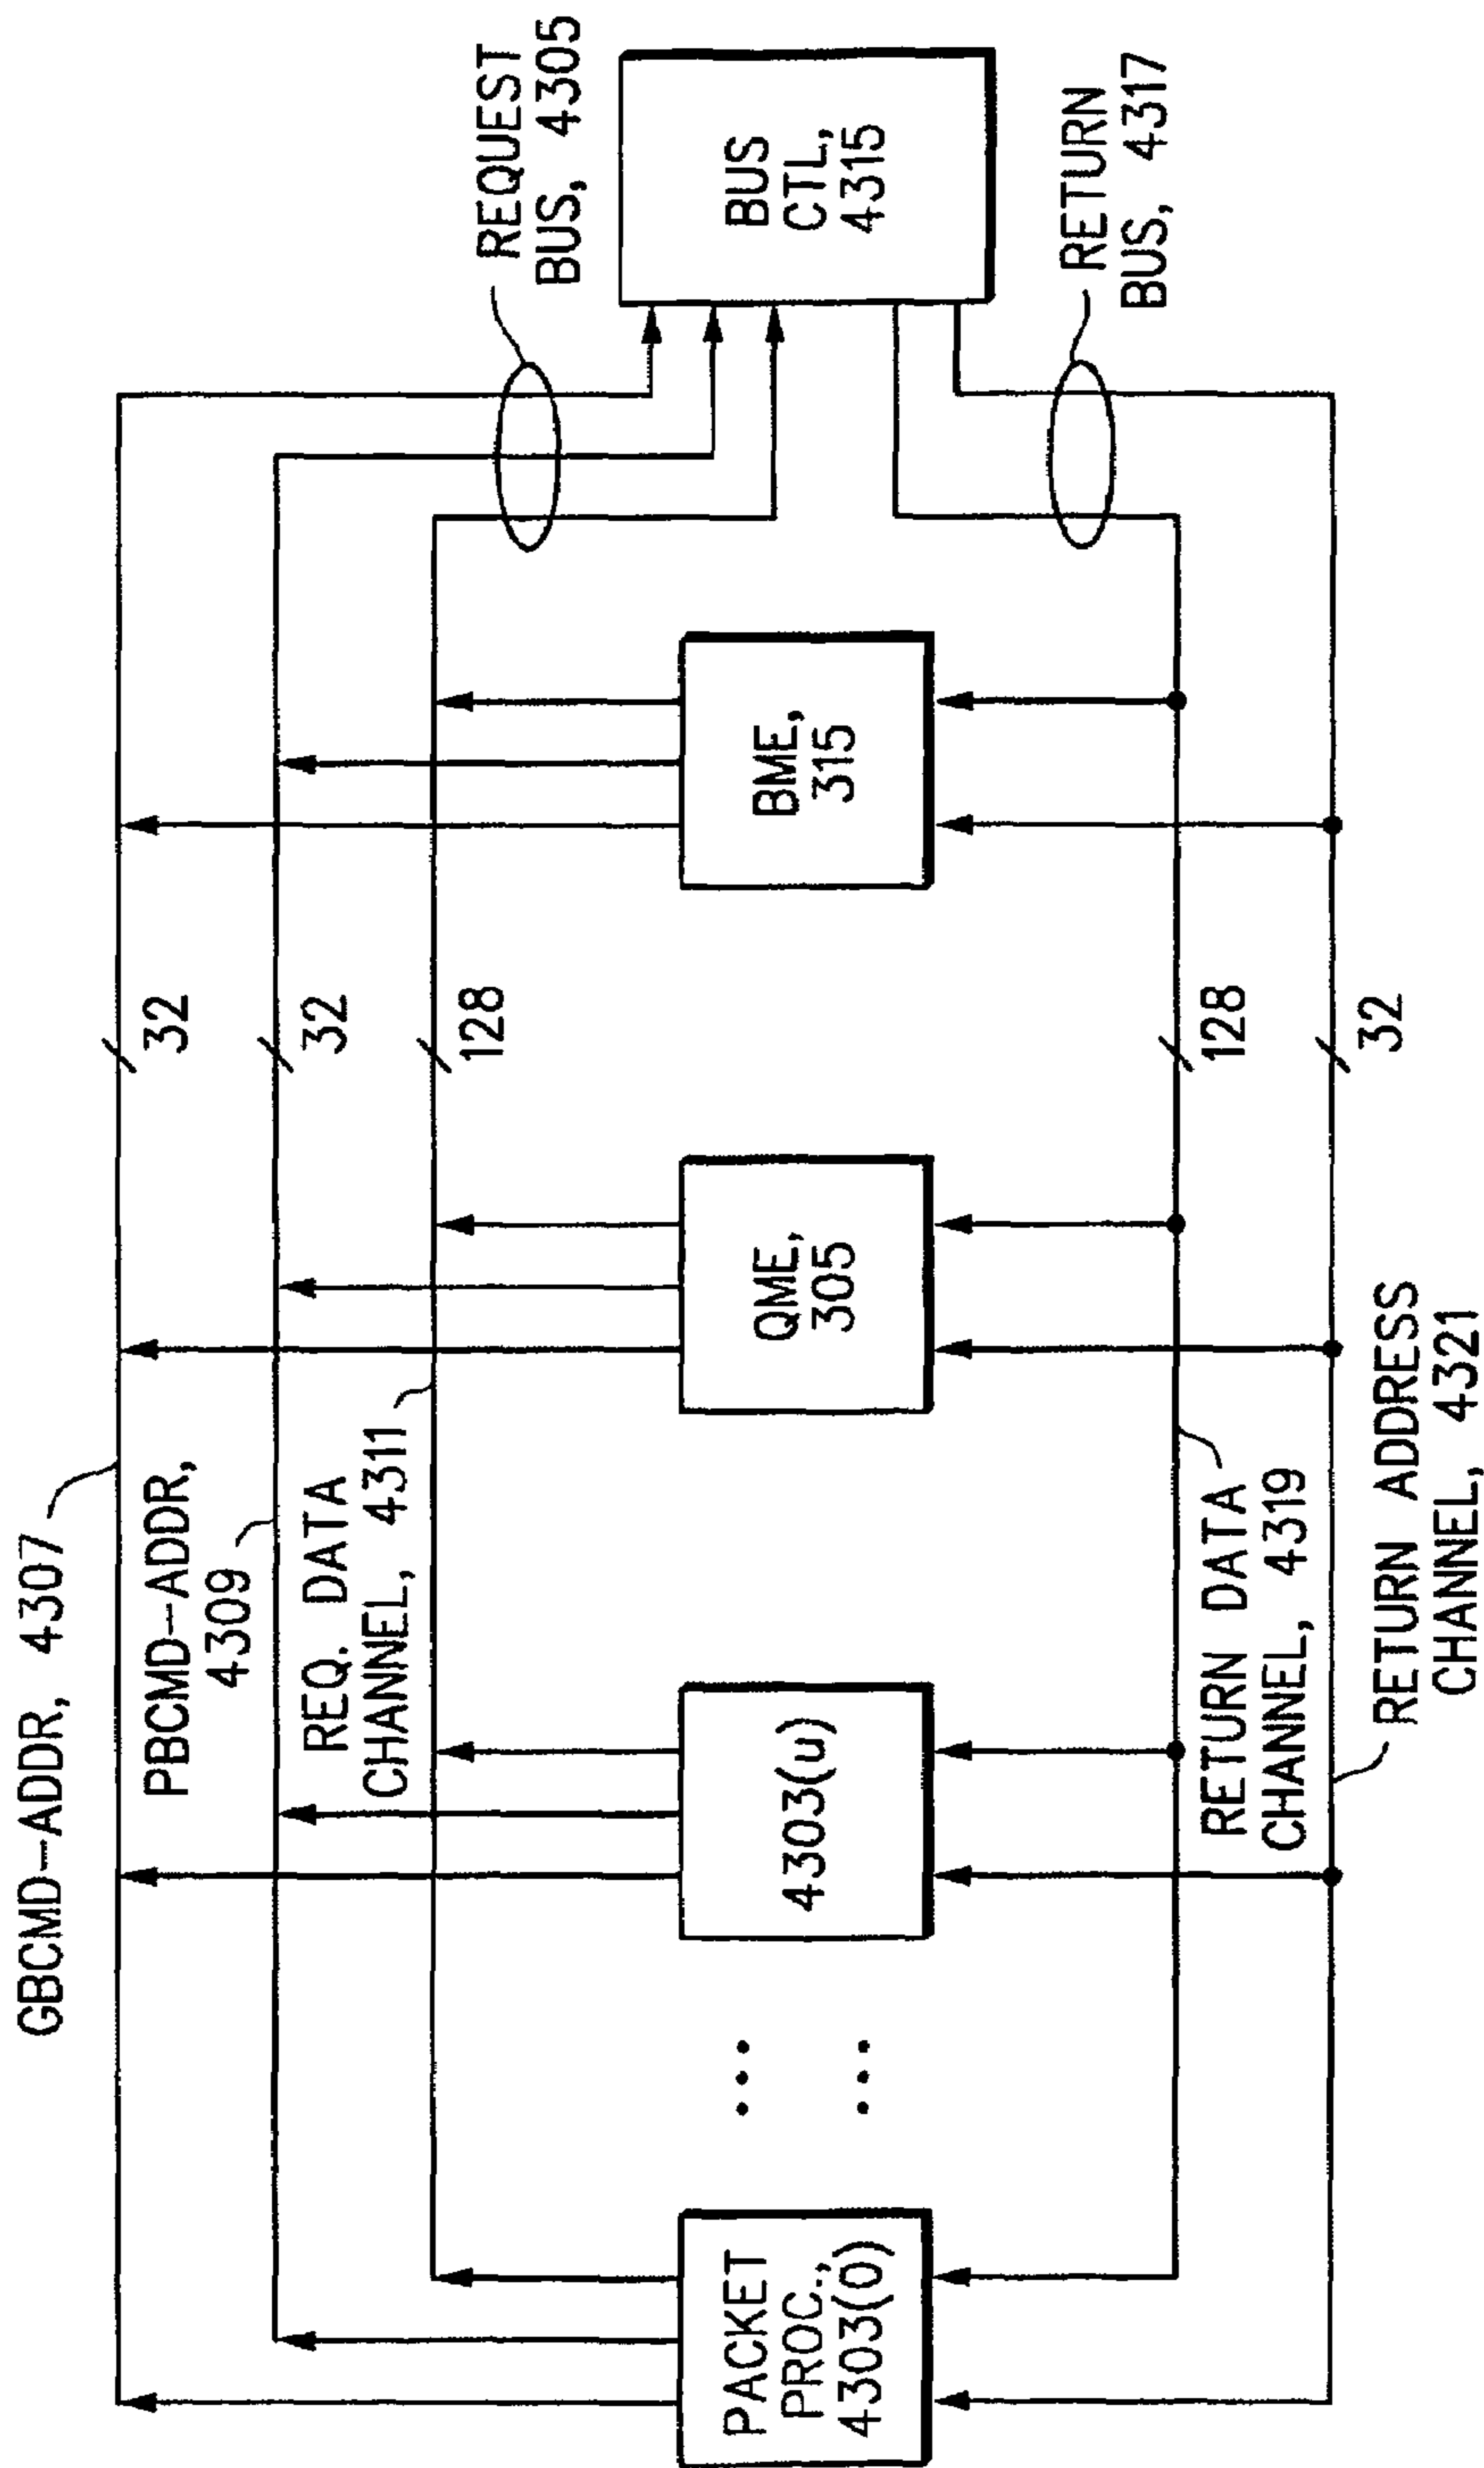 GBCMD-ADDR, 4307
PBCMD-ADDR,
4309
REQ. DATA
CHANNEL, 4311
32
32
128
REQUEST
BUS, 4305
PACKET
PROC.,
4303(0)
4303(u)
QME,
305
BME,
315
BUS
CTL,
4315
RETURN DATA
CHANNEL, 4319
128
RETURN
BUS, 4317
RETURN ADDRESS
CHANNEL, 4321
32